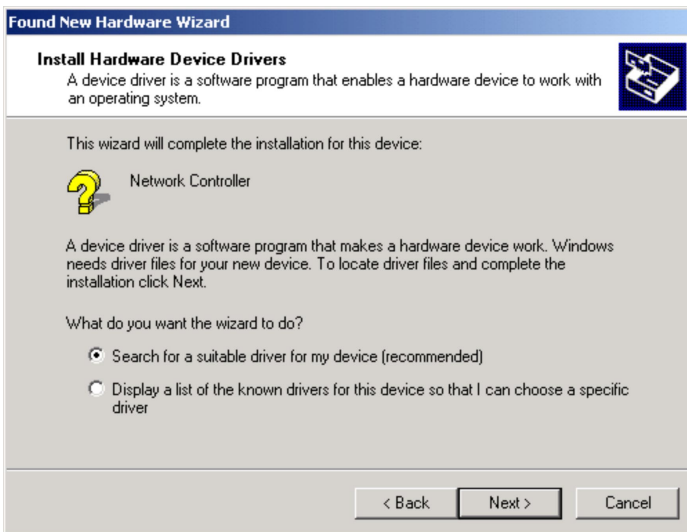 Found New Hardware Wizard
Install Hardware Device Drivers
A device driver is a software program that enables a hardware device to work with
an operating system.
This wizard will complete the installation for this device:
Network Controller
A device driver is a software program that makes a hardware device work. Windows
needs driver files for your new device. To locate driver files and complete the
installation click Next.
What do you want the wizard to do?
Search for a suitable driver for my device (recommended)
Display a list of the known drivers for this device so that I can choose a specific
driver
< Back Next > Cancel